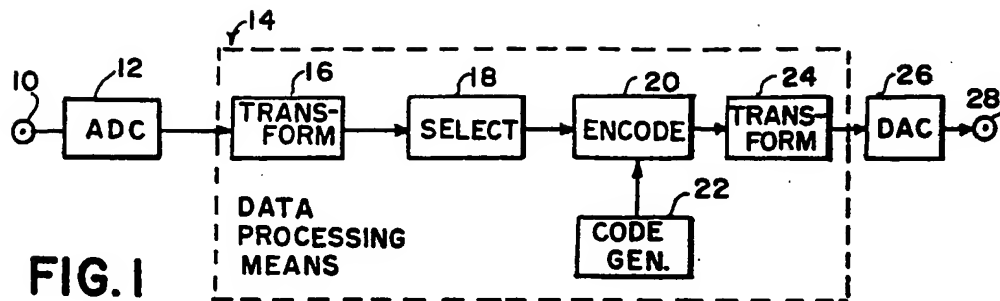 14
10
12
16
18
20
24
26
28
ADC
TRANS-
FORM
SELECT
ENCODE
TRANS-
FORM
DAC
22
DATA
PROCESSING
MEANS
CODE
GEN.
FIG. 1